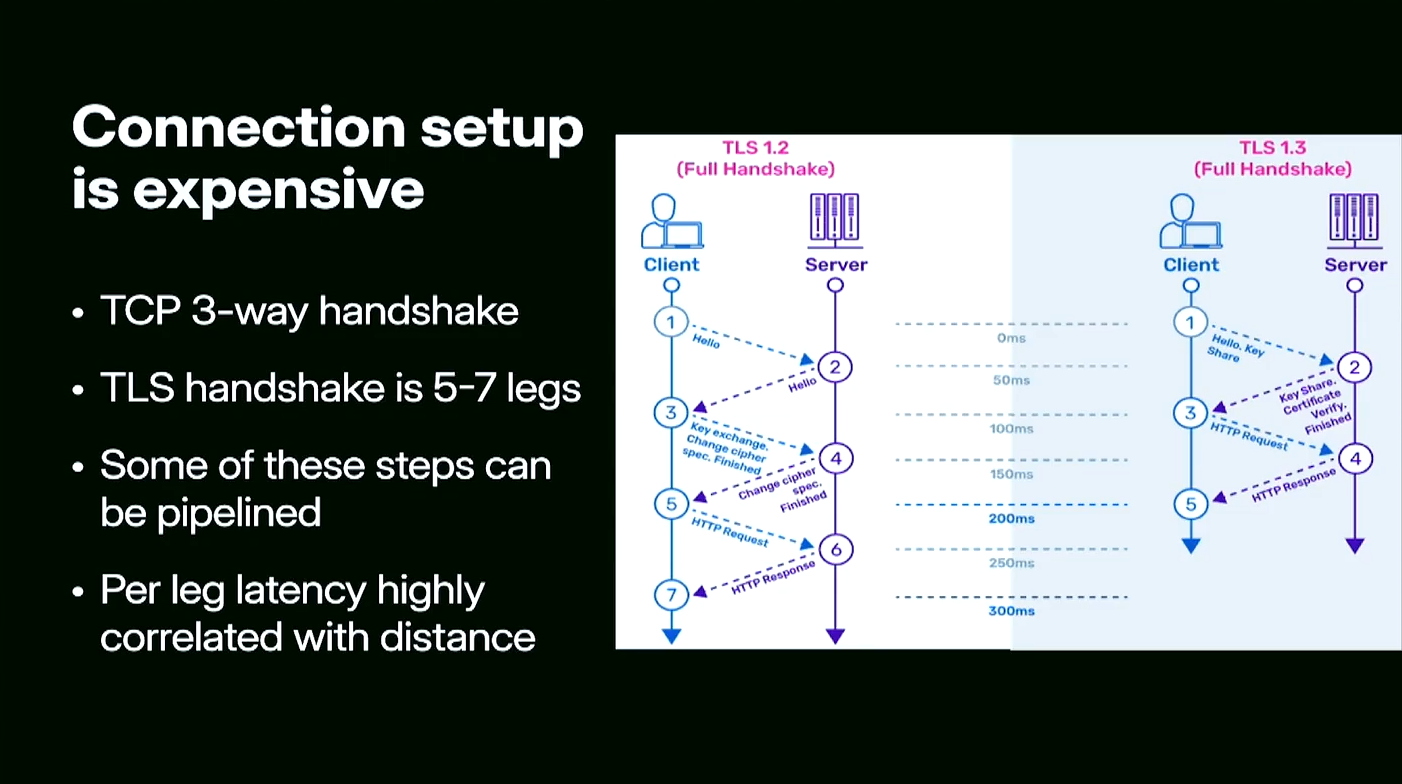 Connection setup
is expensive
• TCP 3-way handshake
• TLS handshake is 5-7 legs
• Some of these steps can
be pipelined
• Per leg latency highly
correlated with distance
TLS 1.2
(Full Handshake)
Client
Server
1
Hello
2
Hello
3
Key exchange.
Change cipher
spec. Finished
4
Change cipher
spec.
Finished
5
HTTP Request
6
HTTP Response
7
0ms
50ms
100ms
150ms
200ms
250ms
300ms
TLS 1.3
(Full Handshake)
Client
Server
1
Hello. Key
Share
2
Key Share.
Certificate
Verify.
Finished
3
HTTP Request
4
HTTP Response
5